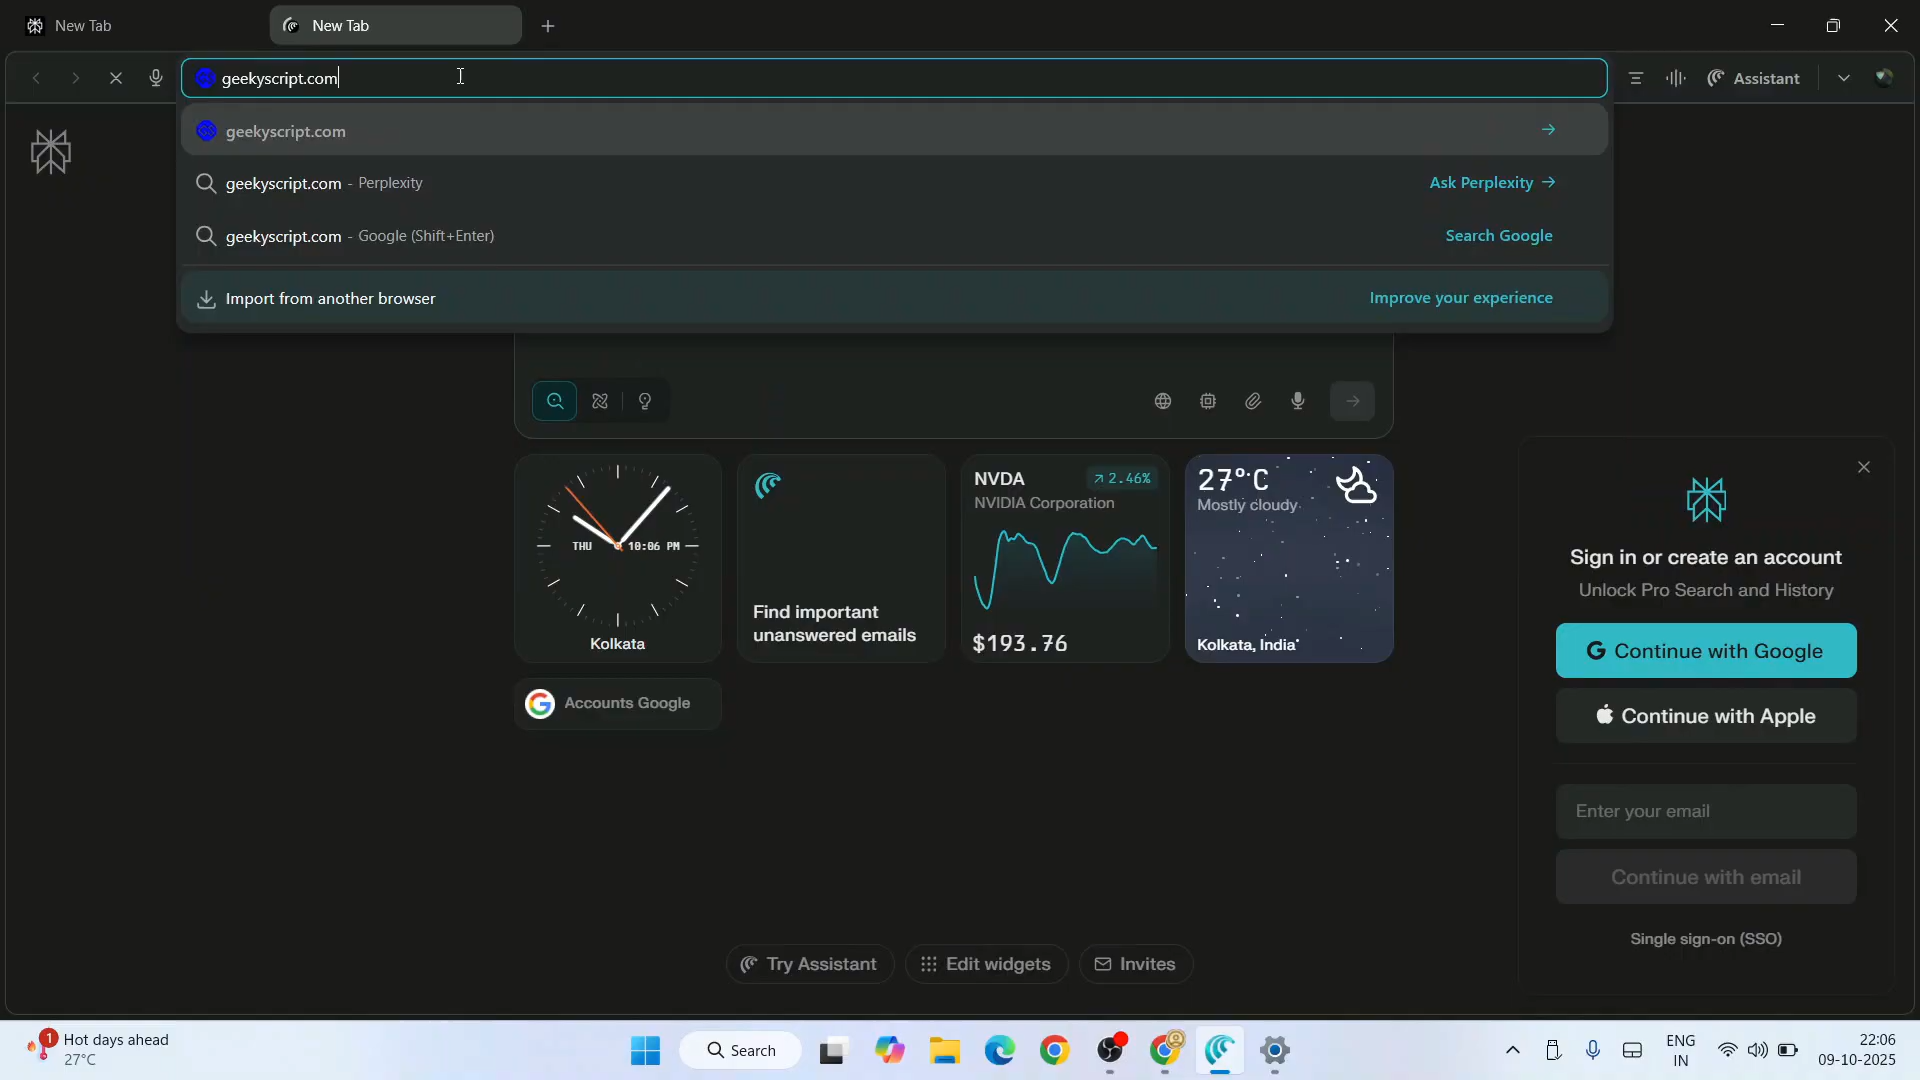 New Tab
New Tab
geekyscript.com
Assistant
geekyscript.com
geekyscript.com - Perplexity
Ask Perplexity →
geekyscript.com - Google (Shift+Enter)
Search Google
Import from another browser
Improve your experience
THU 10:06 PM
Kolkata
Find important
unanswered emails
NVDA
2.46%
NVIDIA Corporation
$193.76
27°C
Mostly cloudy
Kolkata, India
Accounts Google
Sign in or create an account
Unlock Pro Search and History
Continue with Google
Continue with Apple
Enter your email
Continue with email
Single sign-on (SSO)
Try Assistant
Edit widgets
Invites
1
Hot days ahead
27°C
Search
ENG
IN
22:06
09-10-2025